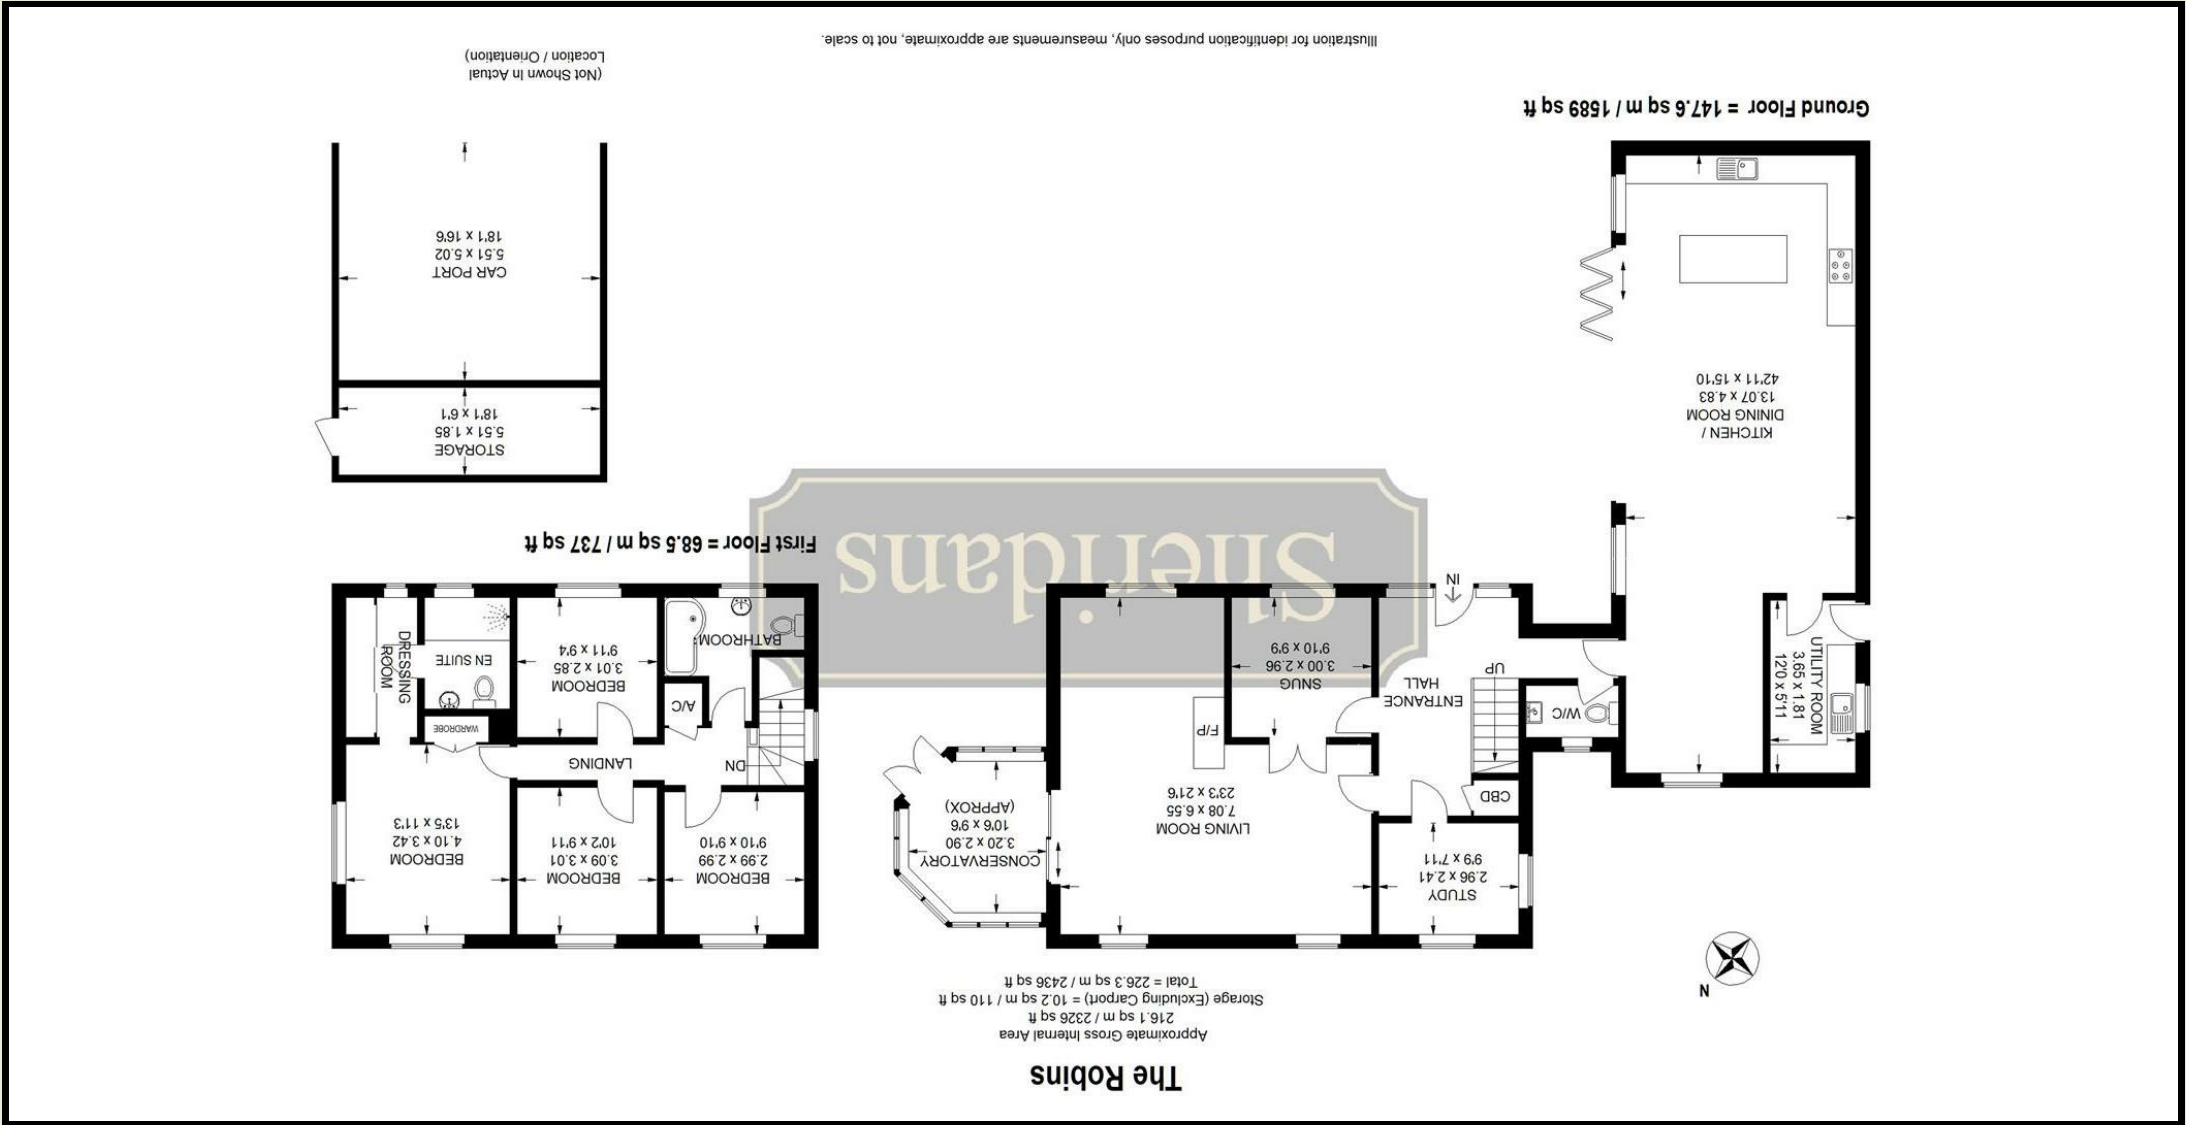 The Robins
Approximate Gross Internal Area
216.1 sq m / 2326 sq ft
Storage (Excluding Carport) = 10.2 sq m / 110 sq ft
Total = 226.3 sq m / 2436 sq ft
N
STUDY
2.96 x 2.41
9'9 x 7'11
CBD
LIVING ROOM
7.08 x 6.55
23'3 x 21'6
CONSERVATORY
3.20 x 2.90
10'6 x 9'6
(APPROX)
F/P
UTILITY ROOM
3.65 x 1.81
12'0 x 5'11
W/C
UP
ENTRANCE
HALL
SNUG
3.00 x 2.96
9'10 x 9'9
IN
KITCHEN /
DINING ROOM
13.07 x 4.83
42'11 x 15'10
Ground Floor = 147.6 sq m / 1589 sq ft
Sheridans
BEDROOM
2.99 x 2.99
9'10 x 9'10
BEDROOM
3.09 x 3.01
10'2 x 9'11
BEDROOM
4.10 x 3.42
13'5 x 11'3
DN
LANDING
WARDROBE
A/C
BEDROOM
3.01 x 2.85
9'11 x 9'4
EN SUITE
DRESSING
ROOM
BATHROOM
First Floor = 68.5 sq m / 737 sq ft
STORAGE
5.51 x 1.85
18'1 x 6'1
CAR PORT
5.51 x 5.02
18'1 x 16'6
(Not Shown In Actual
Location / Orientation)
Illustration for identification purposes only, measurements are approximate, not to scale.